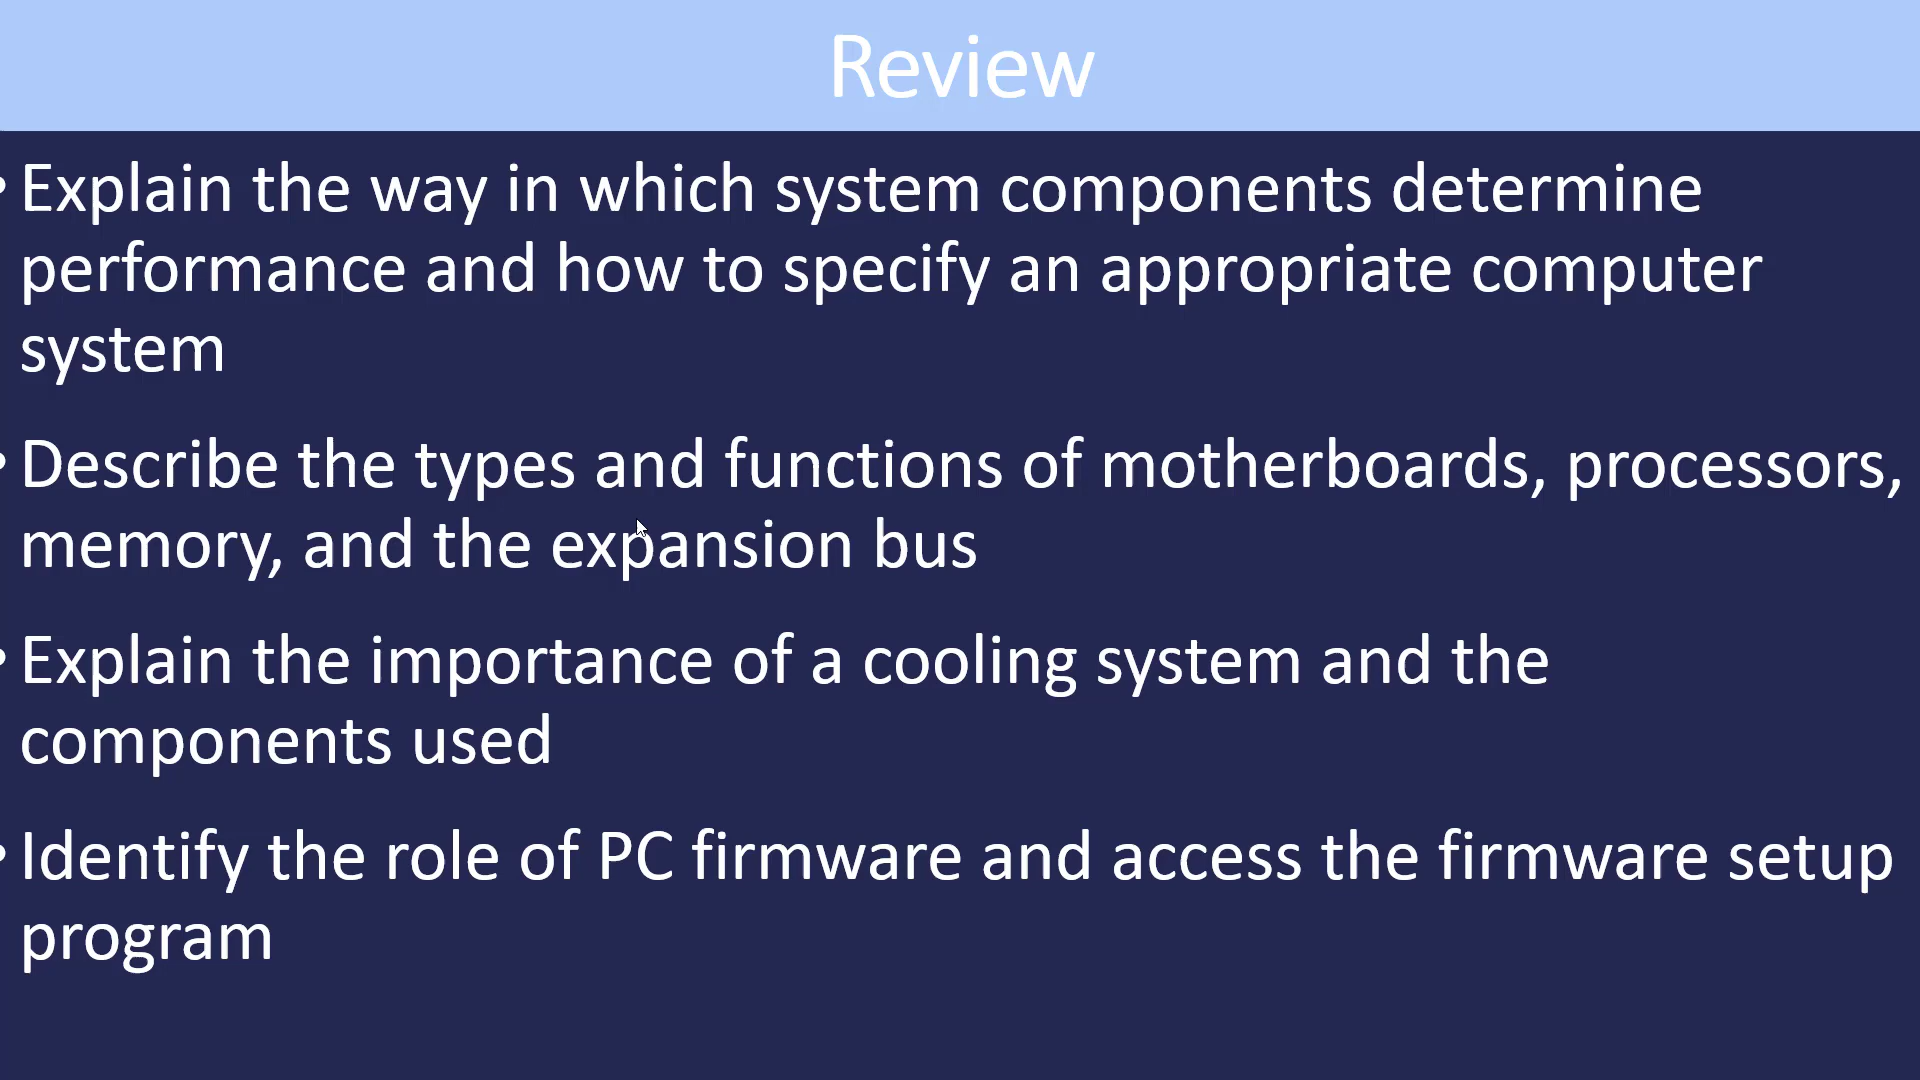 Review
• Explain the way in which system components determine
performance and how to specify an appropriate computer
system
• Describe the types and functions of motherboards, processors,
memory, and the expansion bus
• Explain the importance of a cooling system and the
components used
• Identify the role of PC firmware and access the firmware setup
program